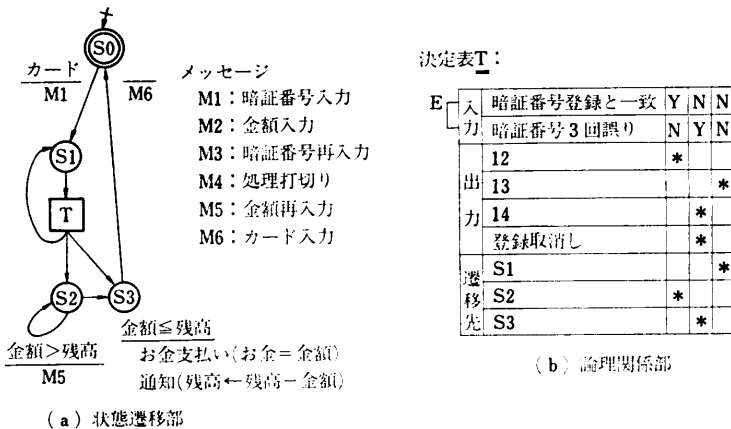 S0
カード
M1
M6
S1
T
S2
S3
金額>残高
M5
金額≦残高
お金支払い(お金=金額)
通知(残高←残高-金額)
(a)状態遷移部
メッセージ
M1:暗証番号入力
M2:金額入力
M3:暗証番号再入力
M4:処理打切り
M5:金額再入力
M6:カード入力
決定表T:
E
入力
暗証番号登録と一致 Y N N
暗証番号3回誤り N Y N
出力
12 *
13 *
14 *
登録取消し *
遷移先
S1 *
S2 *
S3 *
(b)論理関係部